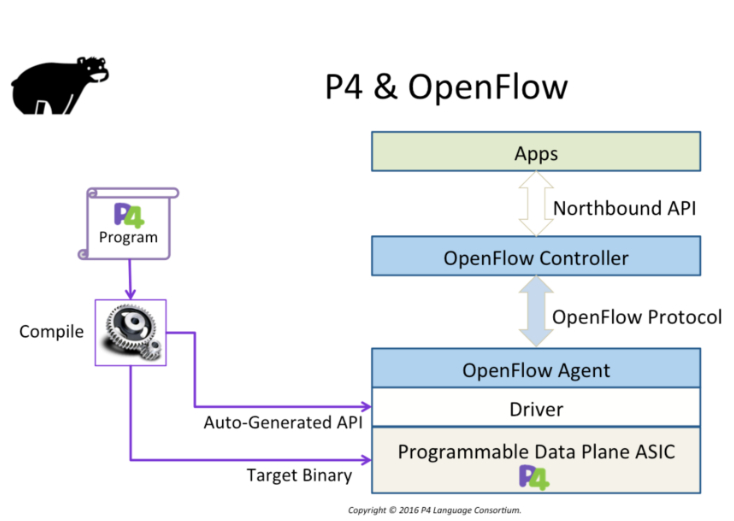 P4 & OpenFlow
Apps
Northbound API
P4
Program
OpenFlow Controller
Compile
OpenFlow Protocol
OpenFlow Agent
Auto-Generated API
Driver
Target Binary
Programmable Data Plane ASIC
P4
Copyright © 2016 P4 Language Consortium.